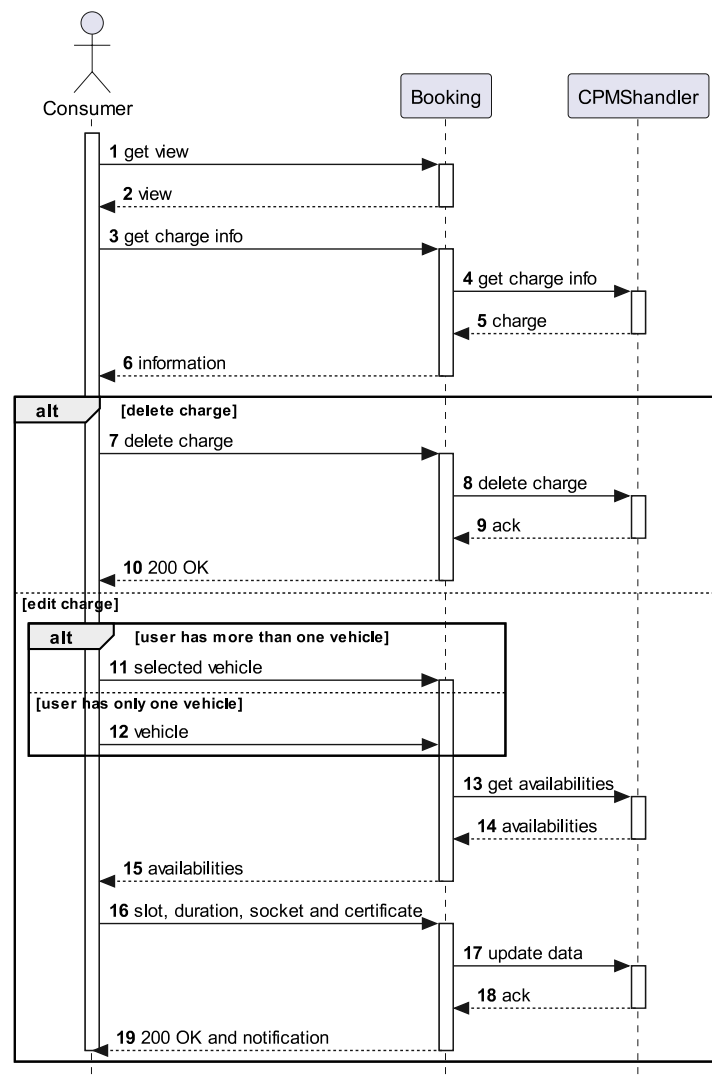 Consumer
Booking
CPMShandler
1 get view
2 view
3 get charge info
4 get charge info
5 charge
6 information
alt [delete charge]
7 delete charge
8 delete charge
9 ack
10 200 OK
[edit charge]
alt [user has more than one vehicle]
11 selected vehicle
[user has only one vehicle]
12 vehicle
13 get availabilities
14 availabilities
15 availabilities
16 slot, duration, socket and certificate
17 update data
18 ack
19 200 OK and notification